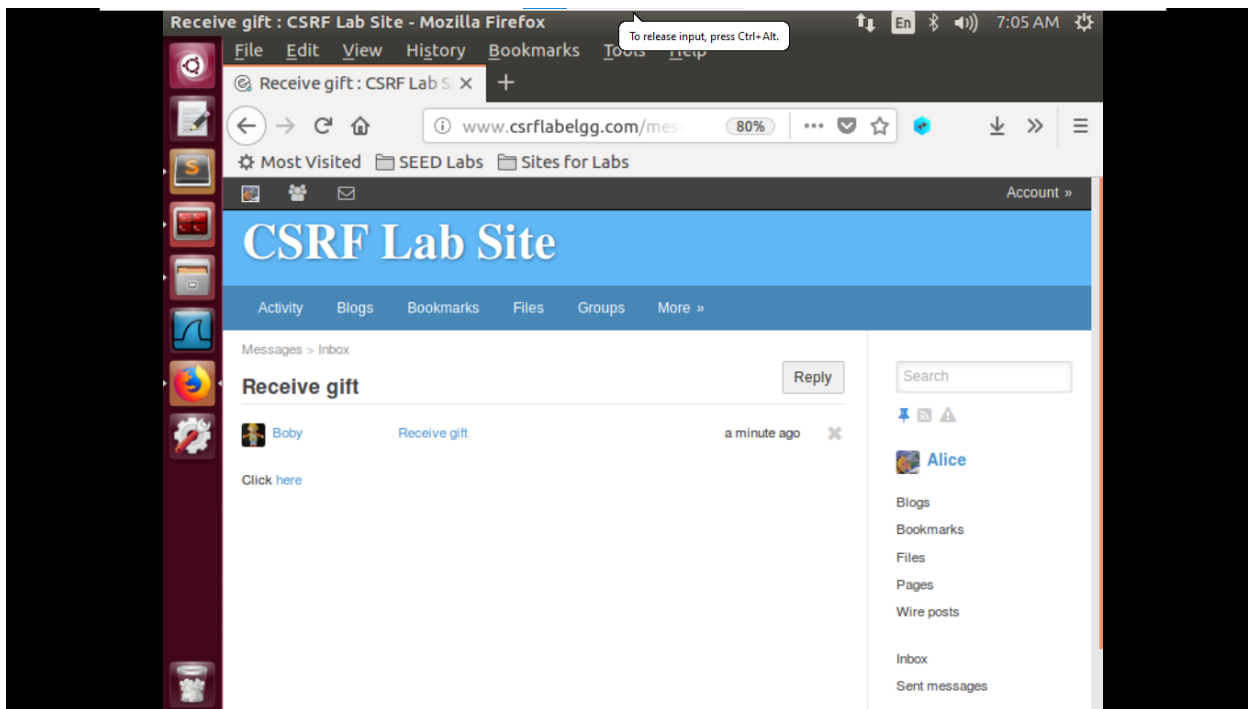 Receive gift : CSRF Lab Site - Mozilla Firefox
To release input, press Ctrl+Alt.
En 7:05 AM
File Edit View History Bookmarks Tools Help
Receive gift : CSRF Lab S
www.csrflabelgg.com/mess 80%
Most Visited SEED Labs Sites for Labs
Account »
CSRF Lab Site
Activity Blogs Bookmarks Files Groups More »
Messages > Inbox
Receive gift
Reply
Search
Boby Receive gift a minute ago
Alice
Click here
Blogs
Bookmarks
Files
Pages
Wire posts
Inbox
Sent messages